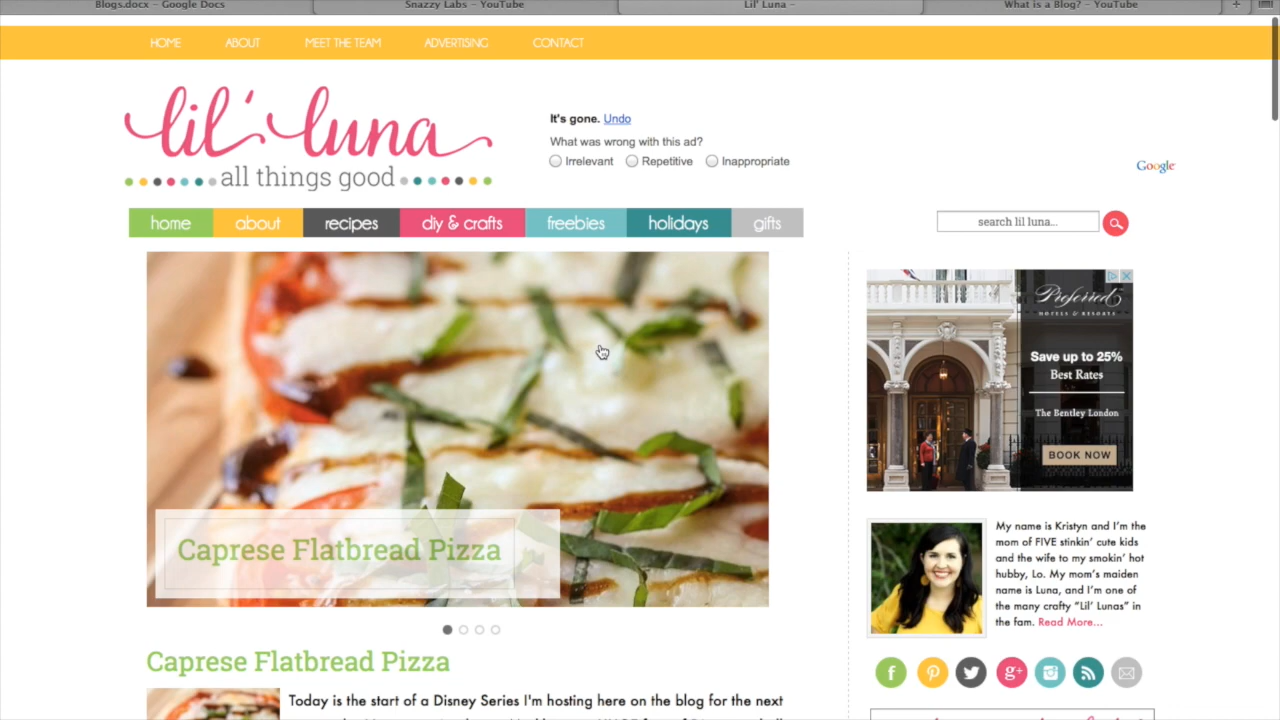 Blogs.docx - Google Docs
Snazzy Labs - YouTube
Lil' Luna -
What is a Blog? - YouTube
HOME
ABOUT
MEET THE TEAM
ADVERTISING
CONTACT
lil' luna
all things good
It's gone. Undo
What was wrong with this ad?
Irrelevant
Repetitive
Inappropriate
Google
home
about
recipes
diy & crafts
freebies
holidays
gifts
search lil luna...
Preferred
HOTELS & RESORTS
Save up to 25%
Best Rates
The Bentley London
BOOK NOW
Caprese Flatbread Pizza
My name is Kristyn and I'm the
mom of FIVE stinkin' cute kids
and the wife to my smokin' hot
hubby, Lo. My mom's maiden
name is Luna, and I'm one of
the many crafty "Lil' Lunas" in
the fam. Read More...
Caprese Flatbread Pizza
Today is the start of a Disney Series I'm hosting here on the blog for the next